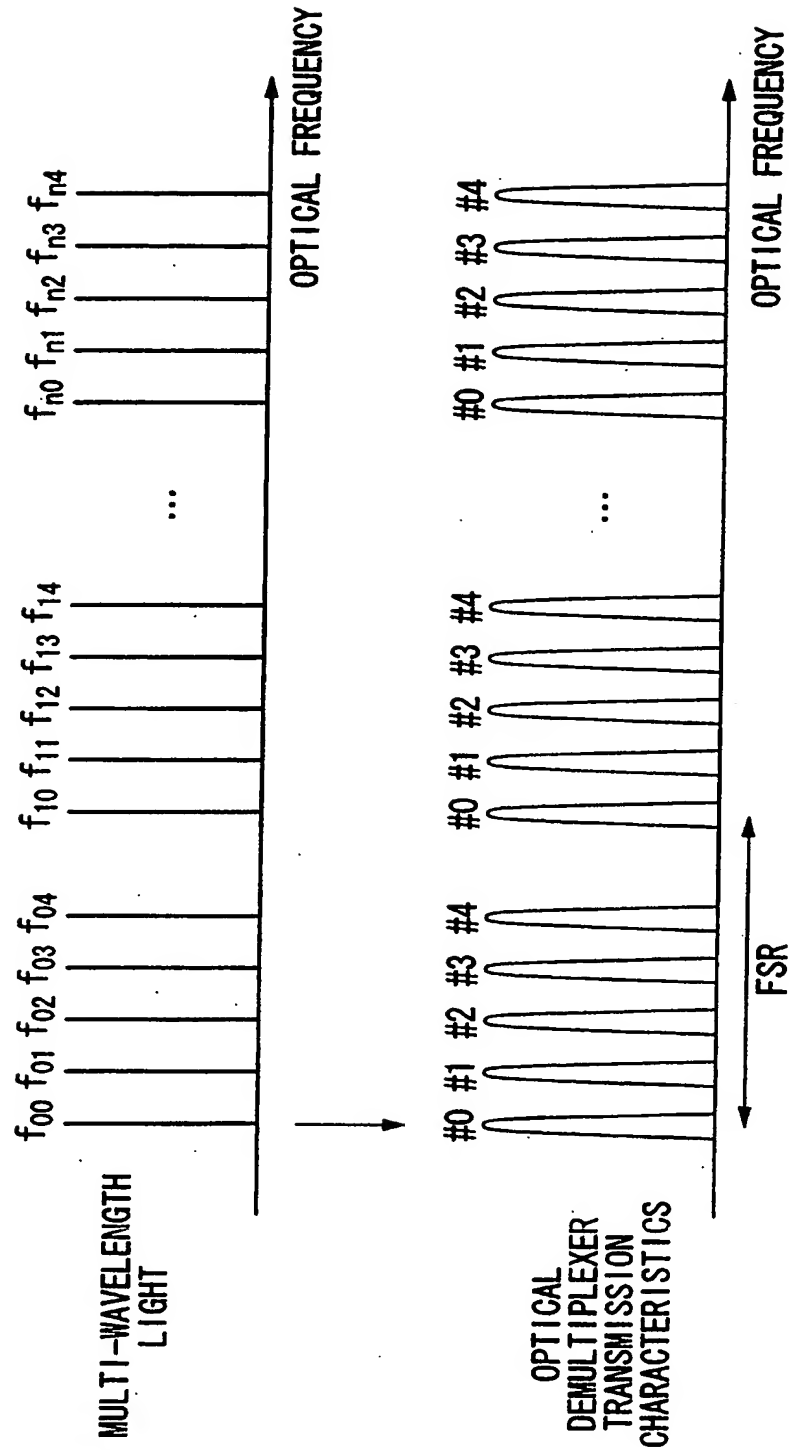 MULTI-WAVELENGTH
LIGHT
f00 f01 f02 f03 f04
f10 f11 f12 f13 f14
...
fn0 fn1 fn2 fn3 fn4
OPTICAL FREQUENCY
OPTICAL
DEMULTIPLEXER
TRANSMISSION
CHARACTERISTICS
#0 #1 #2 #3 #4
#0 #1 #2 #3 #4
...
#0 #1 #2 #3 #4
FSR
OPTICAL FREQUENCY